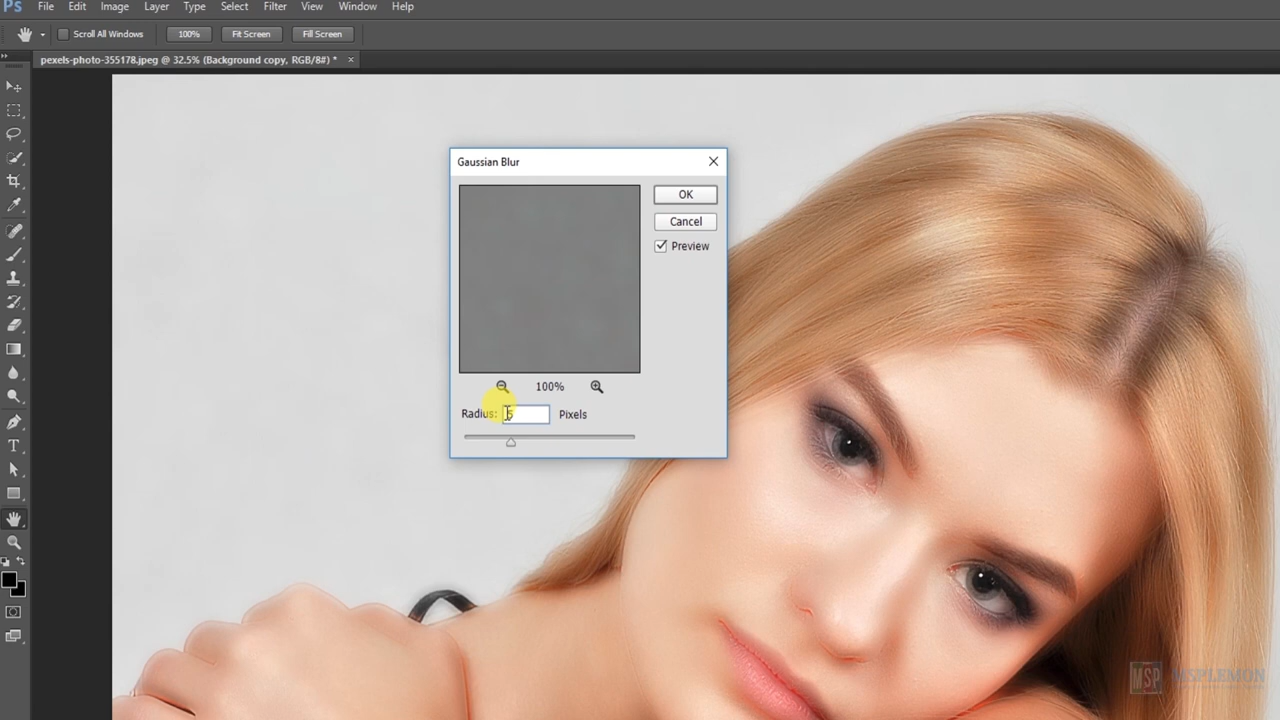 Ps File Edit Image Layer Type Select Filter View Window Help
Scroll All Windows 100% Fit Screen Fill Screen
pexels-photo-355178.jpeg @ 32.5% (Background copy, RGB/8#) * ×
Gaussian Blur
OK
Cancel
Preview
100%
Radius: 5 Pixels
MSP MSPLEMON